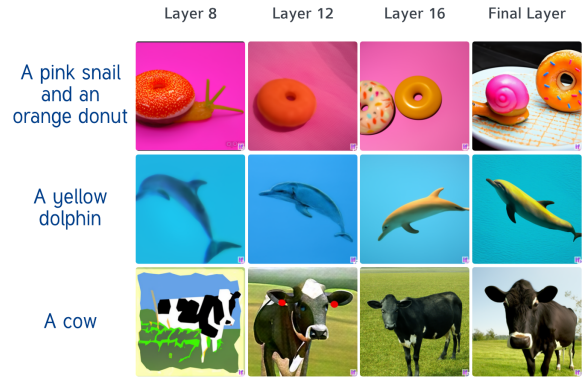 Layer 8 Layer 12 Layer 16 Final Layer
A pink snail
and an
orange donut
A yellow
dolphin
A cow